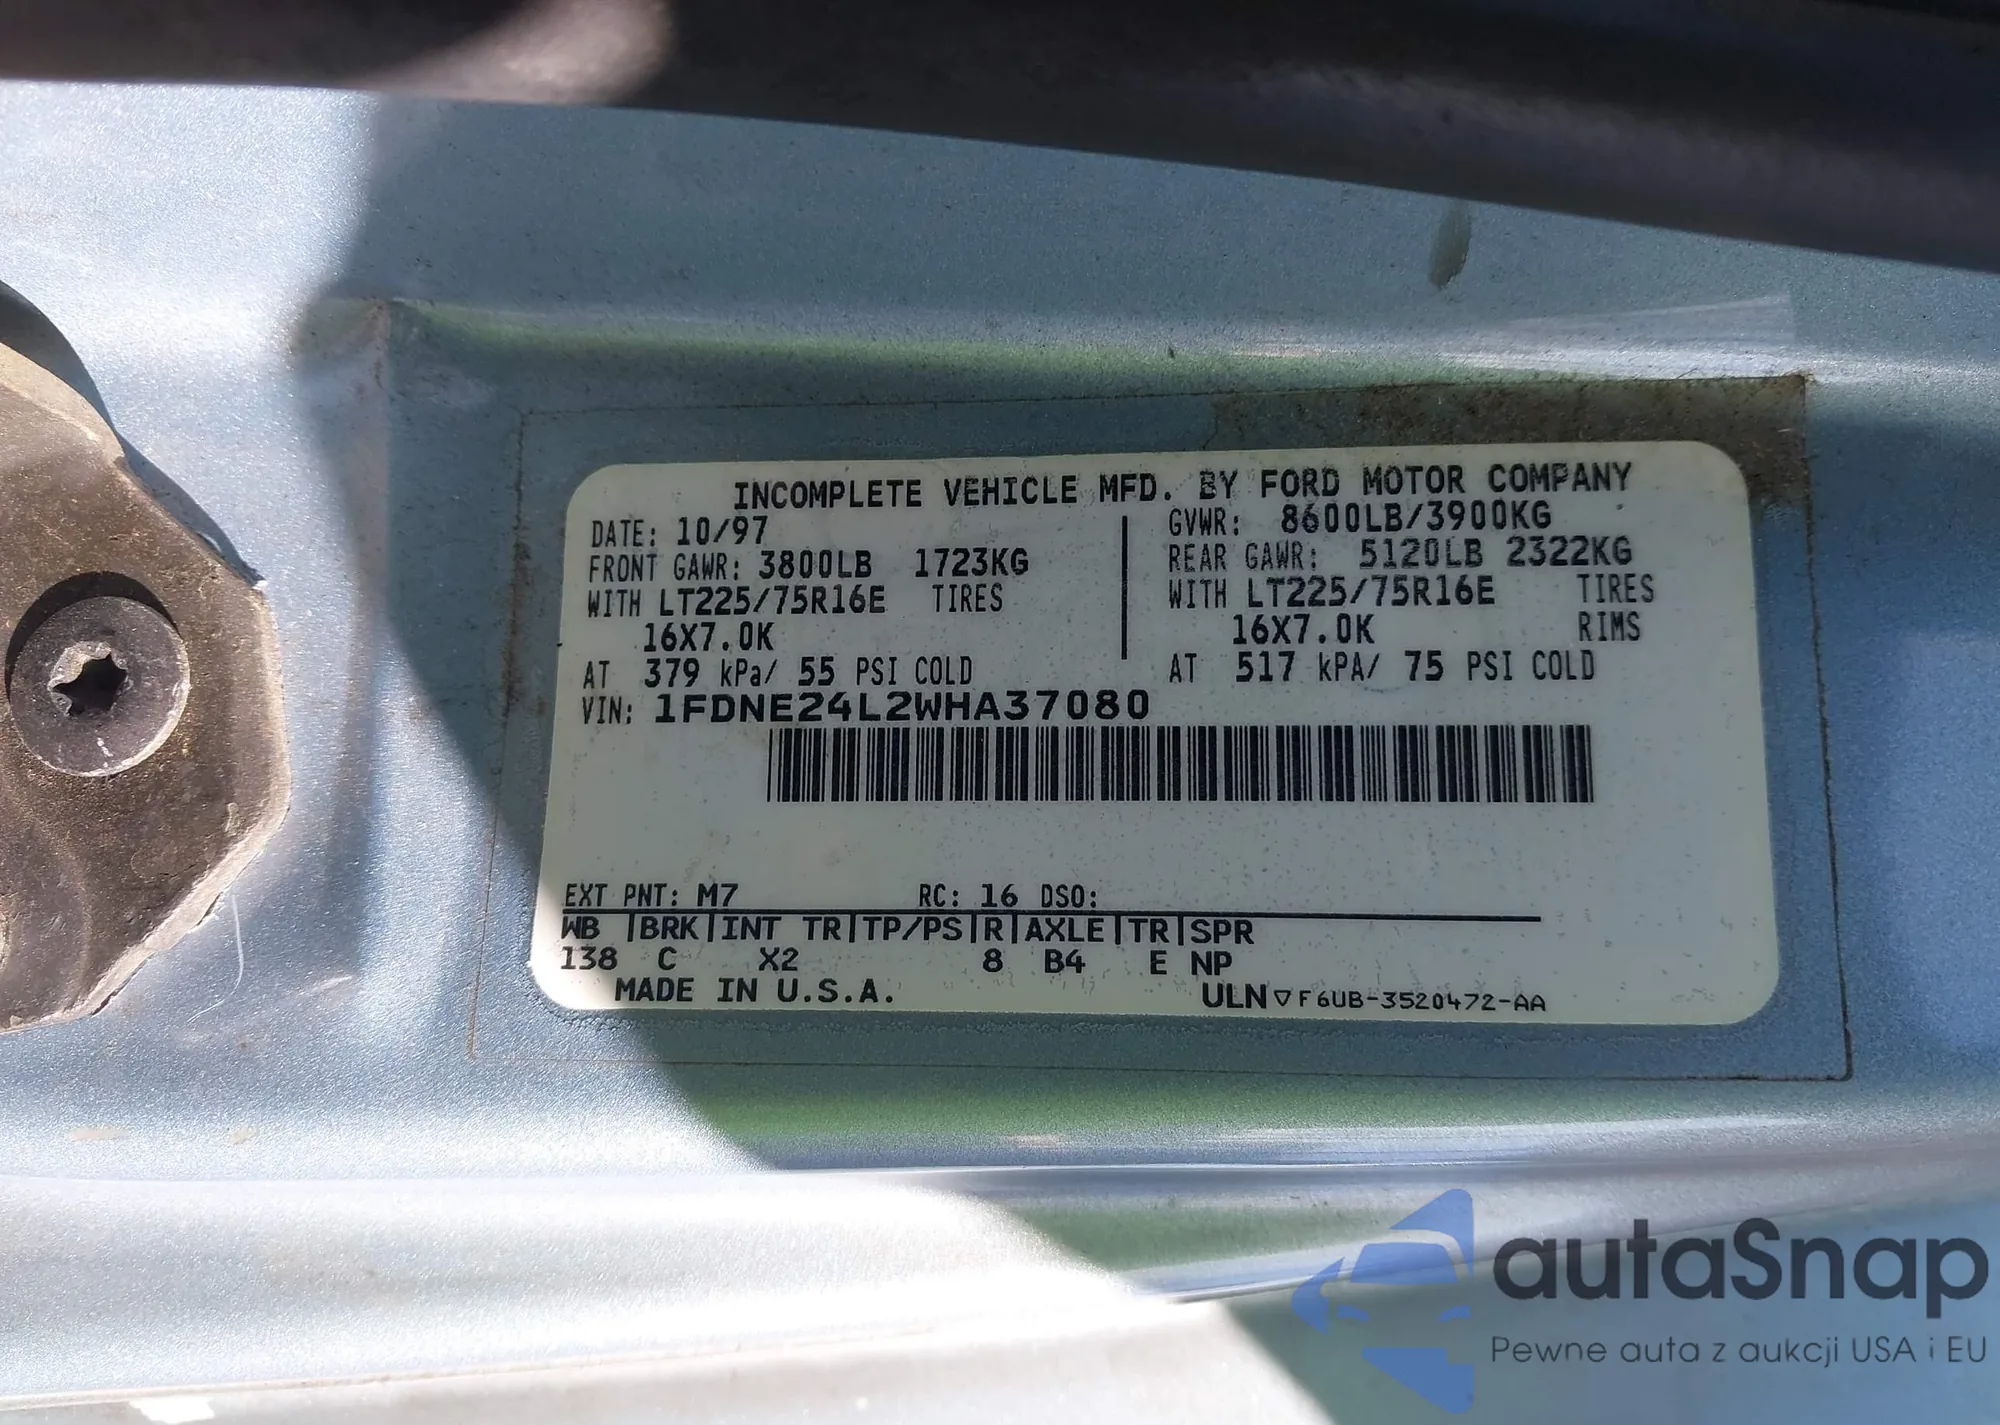 INCOMPLETE VEHICLE MFD. BY FORD MOTOR COMPANY
DATE: 10/97 GVWR: 8600LB/3900KG
FRONT GAWR: 3800LB 1723KG REAR GAWR: 5120LB 2322KG
WITH LT225/75R16E TIRES WITH LT225/75R16E TIRES
16X7.0K 16X7.0K RIMS
AT 379 kPa/ 55 PSI COLD AT 517 kPA/ 75 PSI COLD
VIN: 1FDNE24L2WHA37080
EXT PNT: M7 RC: 16 DSO:
WB |BRK|INT TR|TP/PS|R|AXLE|TR|SPR
138 C X2 8 B4 E NP
MADE IN U.S.A. ULN▽F6UB-3520472-AA
autaSnap
Pewne auta z aukcji USA i EU